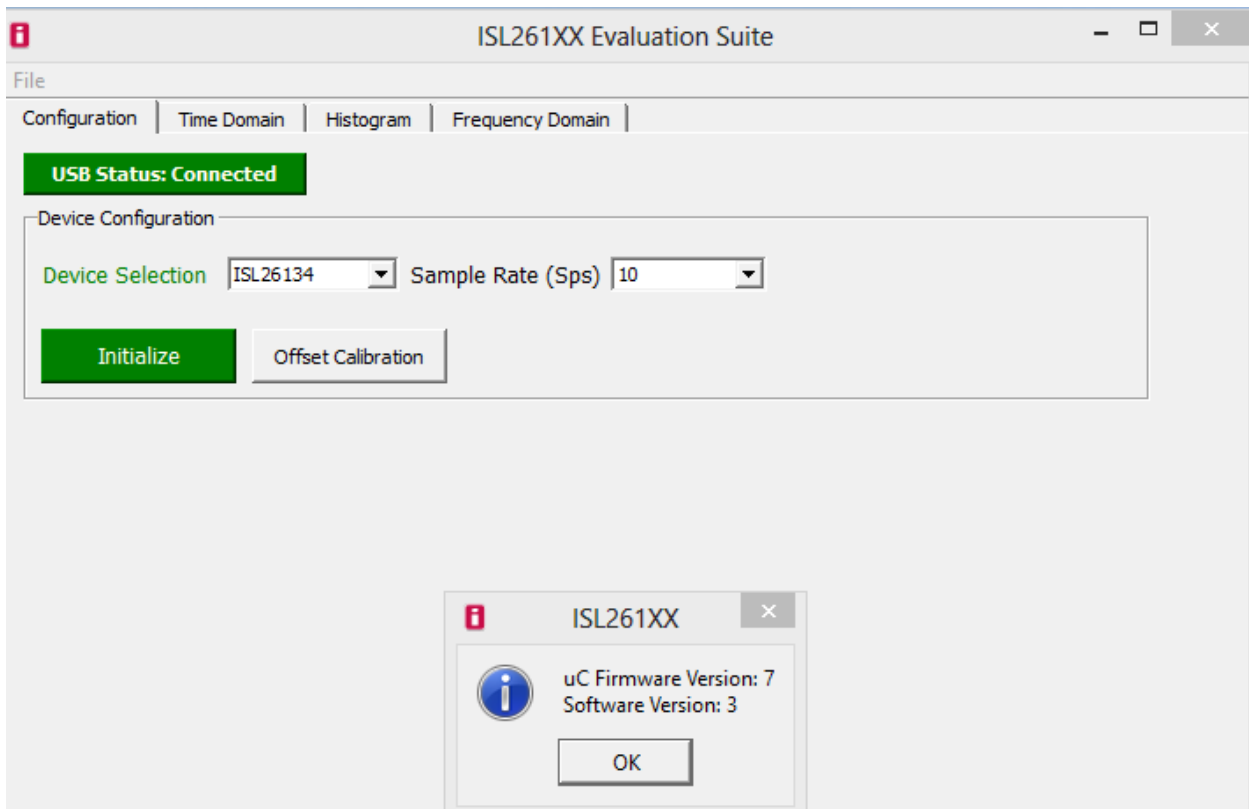 ISL261XX Evaluation Suite
File
Configuration Time Domain Histogram Frequency Domain
USB Status: Connected
Device Configuration
Device Selection ISL26134 Sample Rate (Sps) 10
Initialize Offset Calibration
ISL261XX
uC Firmware Version: 7
Software Version: 3
OK